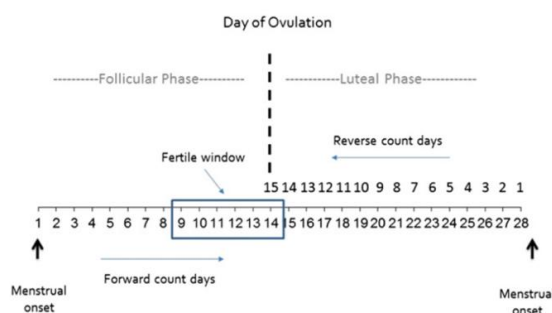 Day of Ovulation
----------Follicular Phase----------
-----------Luteal Phase-----------
Reverse count days
Fertile window
15 14 13 12 11 10 9 8 7 6 5 4 3 2 1
1 2 3 4 5 6 7 8 9 10 11 12 13 14 15 16 17 18 19 20 21 22 23 24 25 26 27 28
Forward count days
Menstrual
onset
Menstrua
onset